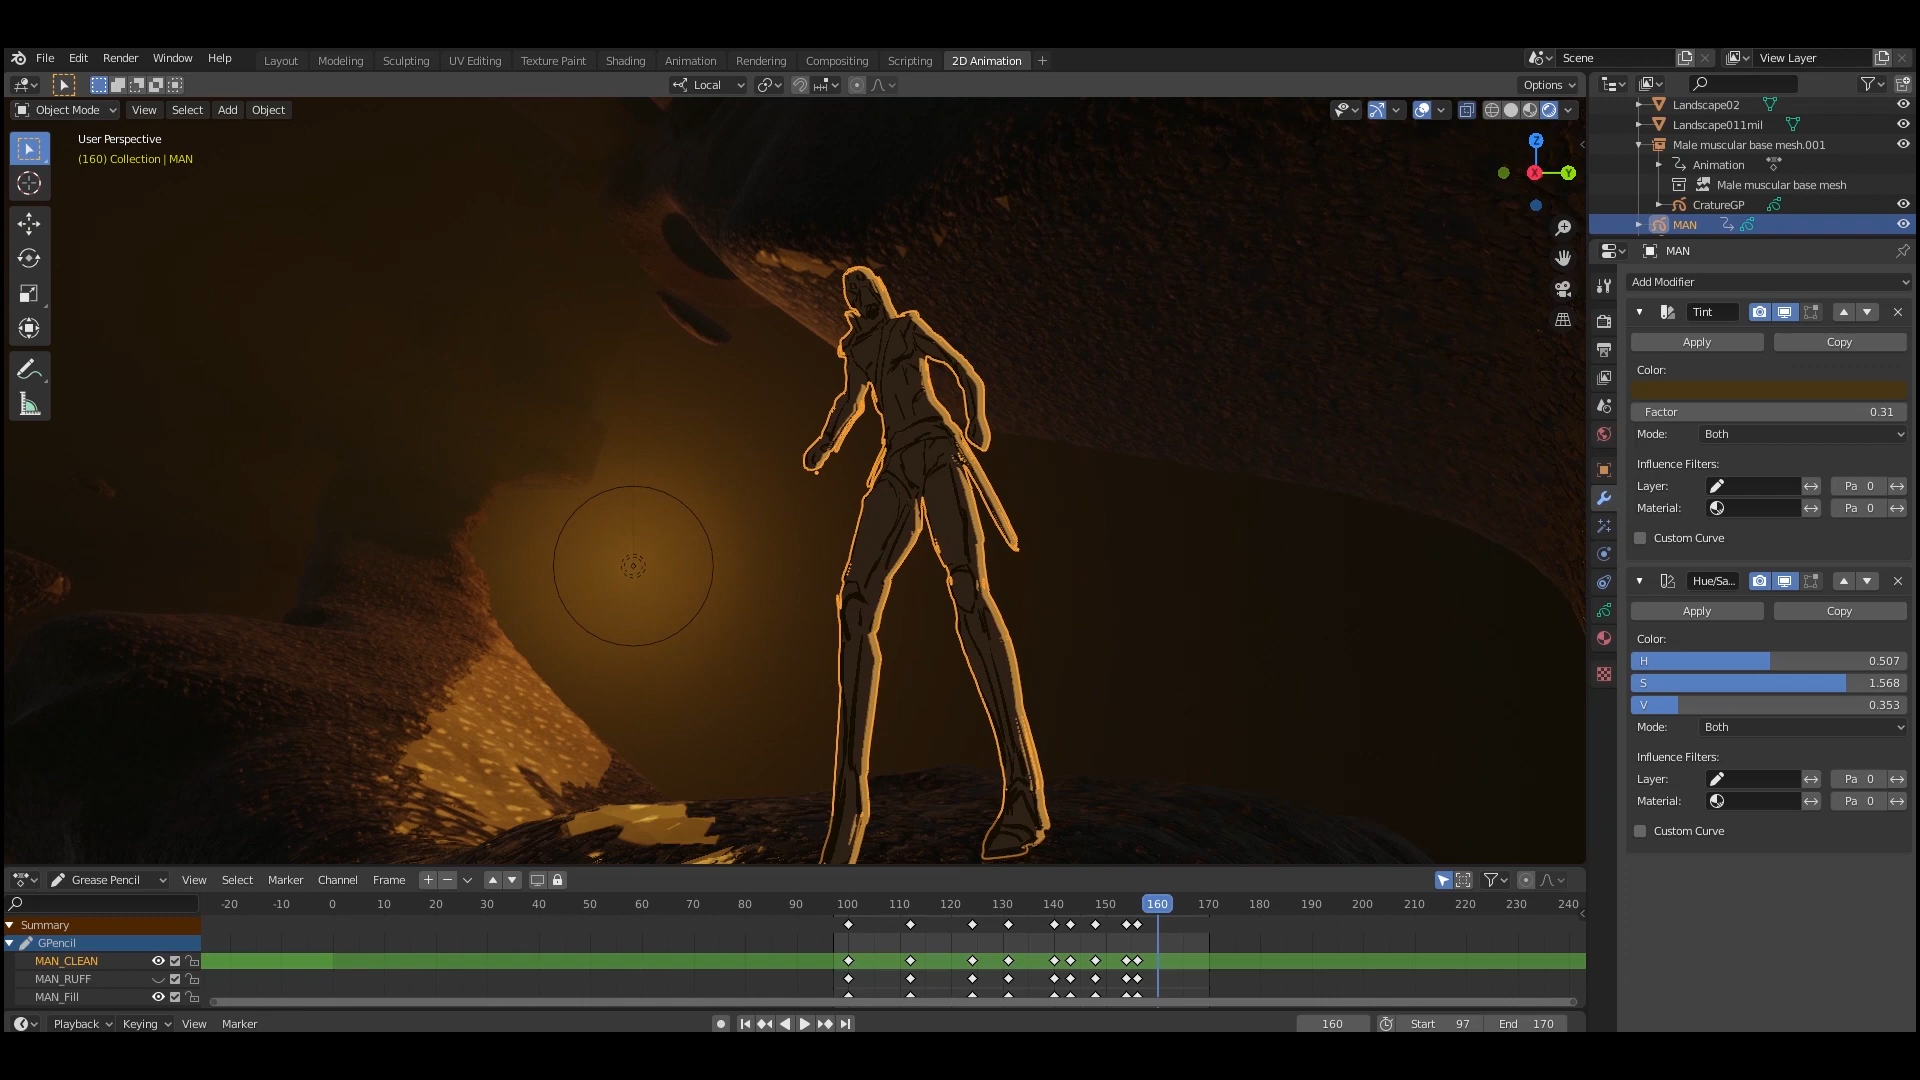 File Edit Render Window Help Layout Modeling Sculpting UV Editing Texture Paint Shading Animation Rendering Compositing Scripting 2D Animation + Scene View Layer
Local Options
Object Mode View Select Add Object
User Perspective
(160) Collection | MAN
Z
X Y
Landscape02
Landscape011mil
Male muscular base mesh.001
Animation
Male muscular base mesh
CratureGP
MAN
MAN
Add Modifier
Tint
Apply Copy
Color:
Factor 0.31
Mode: Both
Influence Filters:
Layer: Pa 0
Material: Pa 0
Custom Curve
Hue/Sa...
Apply Copy
Color:
H 0.507
S 1.568
V 0.353
Mode: Both
Influence Filters:
Layer: Pa 0
Material: Pa 0
Custom Curve
Grease Pencil View Select Marker Channel Frame
-20 -10 0 10 20 30 40 50 60 70 80 90 100 110 120 130 140 150 160 170 180 190 200 210 220 230 240
Summary
GPencil
MAN_CLEAN
MAN_RUFF
MAN_Fill
Playback Keying View Marker 160 Start 97 End 170